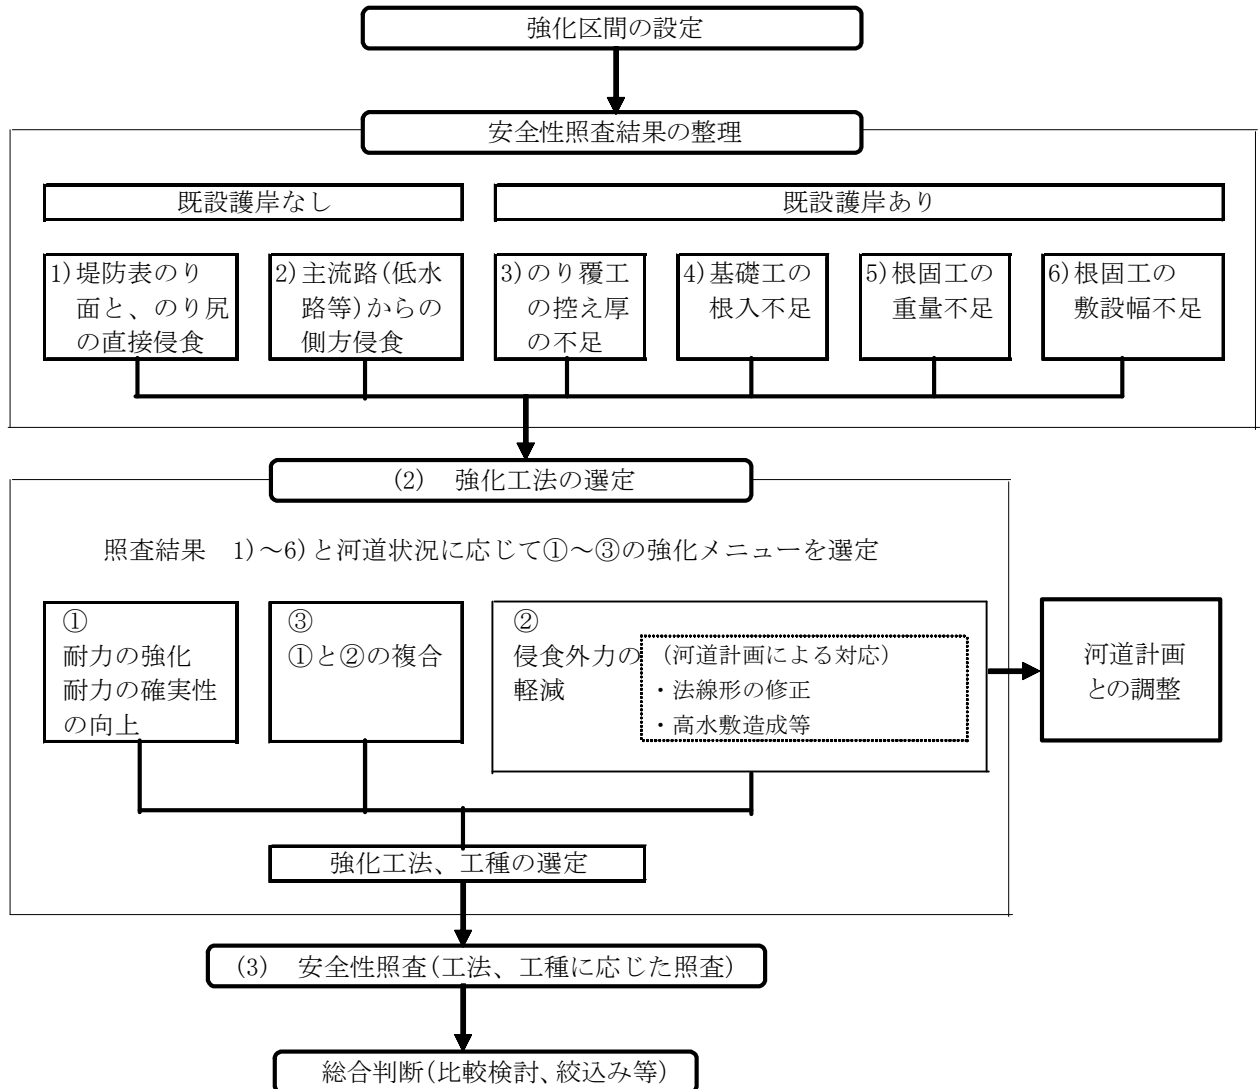 強化区間の設定
安全性照査結果の整理
既設護岸なし
既設護岸あり
1)堤防表のり
面と、のり尻
の直接侵食
2)主流路(低水
路等)からの
側方侵食
3)のり覆工
の控え厚
の不足
4)基礎工の
根入不足
5)根固工の
重量不足
6)根固工の
敷設幅不足
(2) 強化工法の選定
照査結果 1)～6)と河道状況に応じて①～③の強化メニューを選定
①
耐力の強化
耐力の確実性
の向上
③
①と②の複合
②
侵食外力の
軽減
(河道計画による対応)
・法線形の修正
・高水敷造成等
河道計画
との調整
強化工法、工種の選定
(3) 安全性照査(工法、工種に応じた照査)
総合判断(比較検討、絞込み等)